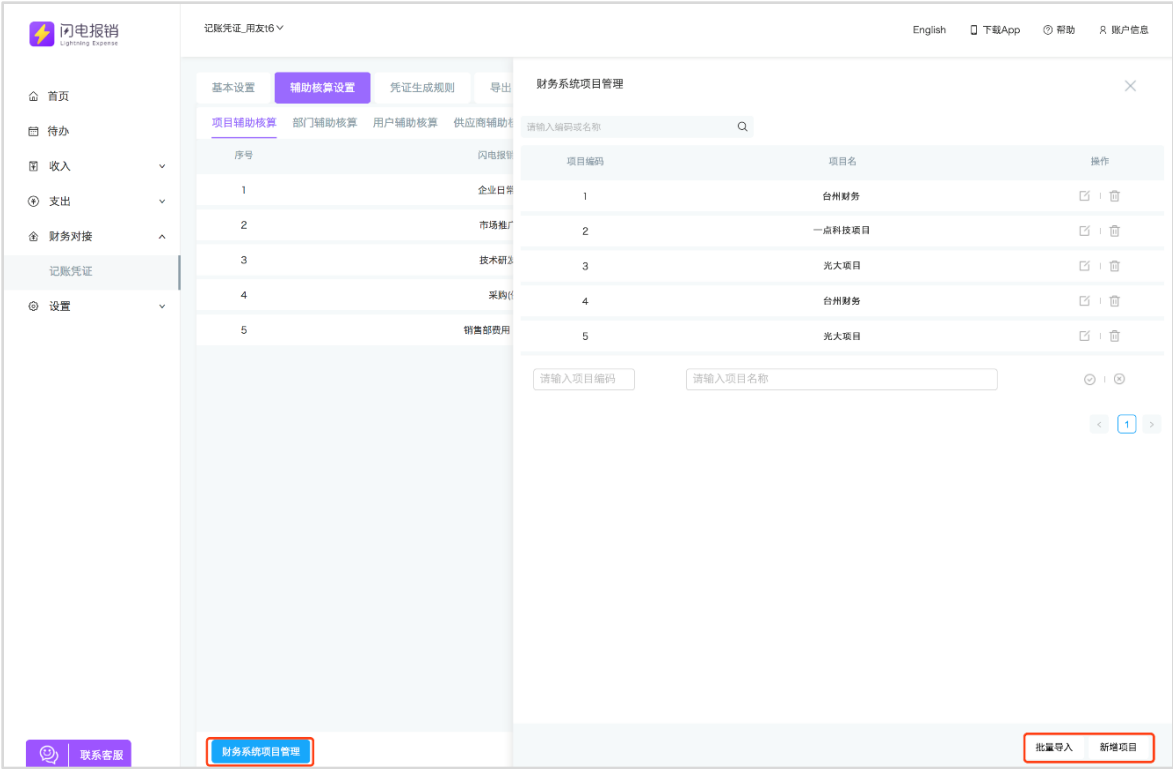 闪电报销
Lightning Expense
记账凭证_用友t6
English 下载App 帮助 账户信息
首页
待办
收入
支出
财务对接
记账凭证
设置
联系客服
基本设置 辅助核算设置 凭证生成规则 导出
项目辅助核算 部门辅助核算 用户辅助核算 供应商辅助
序号 闪电报销
1 企业日常
2 市场推广
3 技术研发
4 采购
5 销售部费用
财务系统项目管理
财务系统项目管理
请输入编码或名称
项目编码 项目名 操作
1 台州财务
2 一点科技项目
3 光大项目
4 台州财务
5 光大项目
请输入项目编码 请输入项目名称
< 1 >
批量导入 新增项目